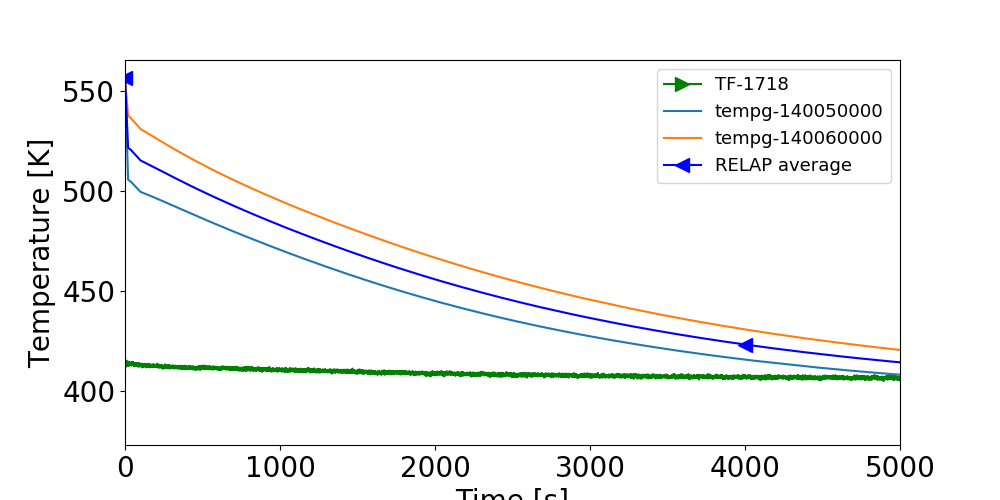 TF-1718
tempg-140050000
tempg-140060000
RELAP average
Temperature [K]
550
500
450
400
0 1000 2000 3000 4000 5000
Time [s]